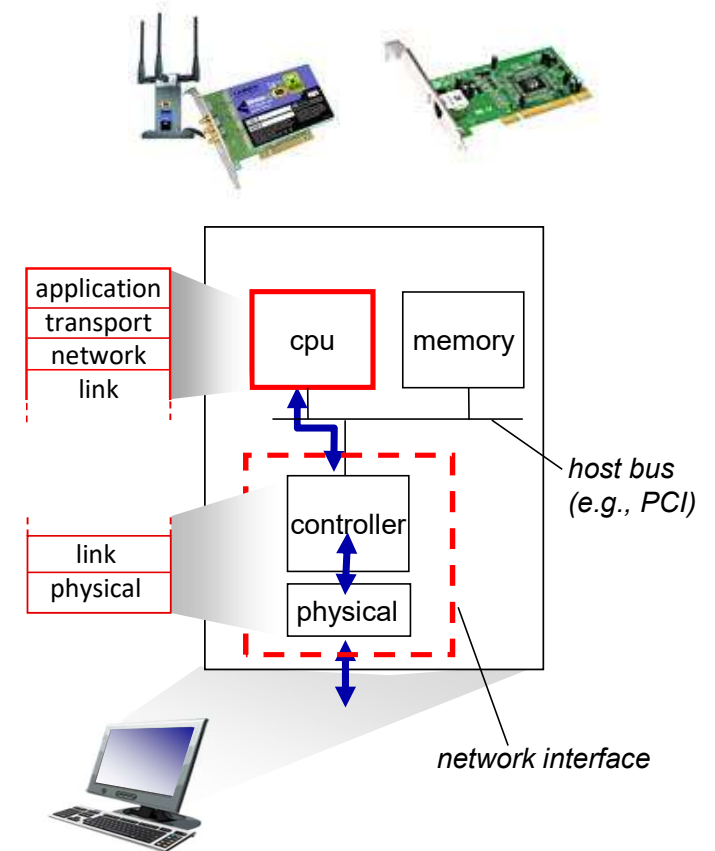 application
transport
network
link
cpu
memory
host bus
(e.g., PCI)
controller
link
physical
physical
network interface